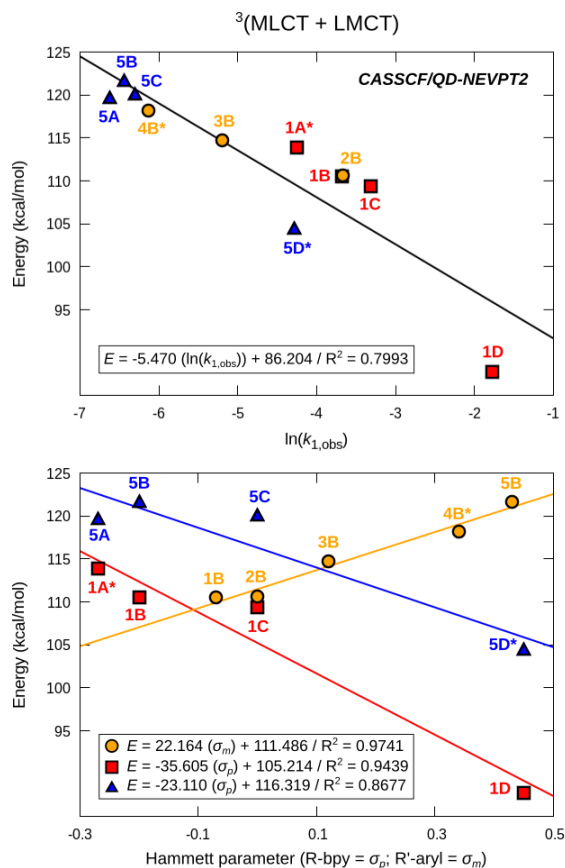 ³(MLCT + LMCT)
CASSCF/QD-NEVPT2
125
120
115
110
105
100
95
Energy (kcal/mol)
5B
5C
5A
4B*
3B
1A*
2B
1B
1C
5D*
1D
E = -5.470 (ln(k₁,obs)) + 86.204 / R² = 0.7993
-7
-6
-5
-4
-3
-2
-1
ln(k₁,obs)
125
120
115
110
105
100
95
Energy (kcal/mol)
5B
5A
5C
5B
4B*
3B
1B
2B
1A*
1B
1C
5D*
1D
E = 22.164 (σₘ) + 111.486 / R² = 0.9741
E = -35.605 (σₚ) + 105.214 / R² = 0.9439
E = -23.110 (σₚ) + 116.319 / R² = 0.8677
-0.3
-0.1
0.1
0.3
0.5
Hammett parameter (R-bpy = σₚ; R'-aryl = σₘ)